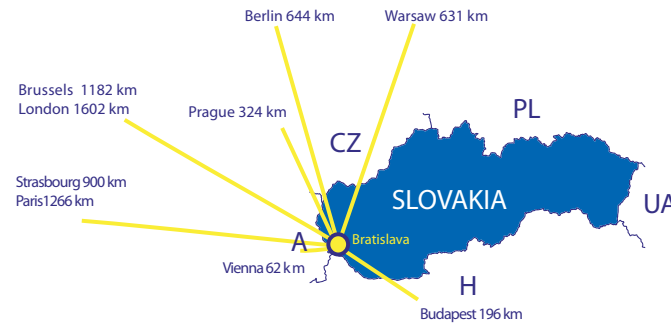 Berlin 644 km
Warsaw 631 km
Brussels 1182 km
London 1602 km
Prague 324 km
PL
CZ
Strasbourg 900 km
Paris1266 km
SLOVAKIA
UA
A
Bratislava
Vienna 62 k m
H
Budapest 196 km